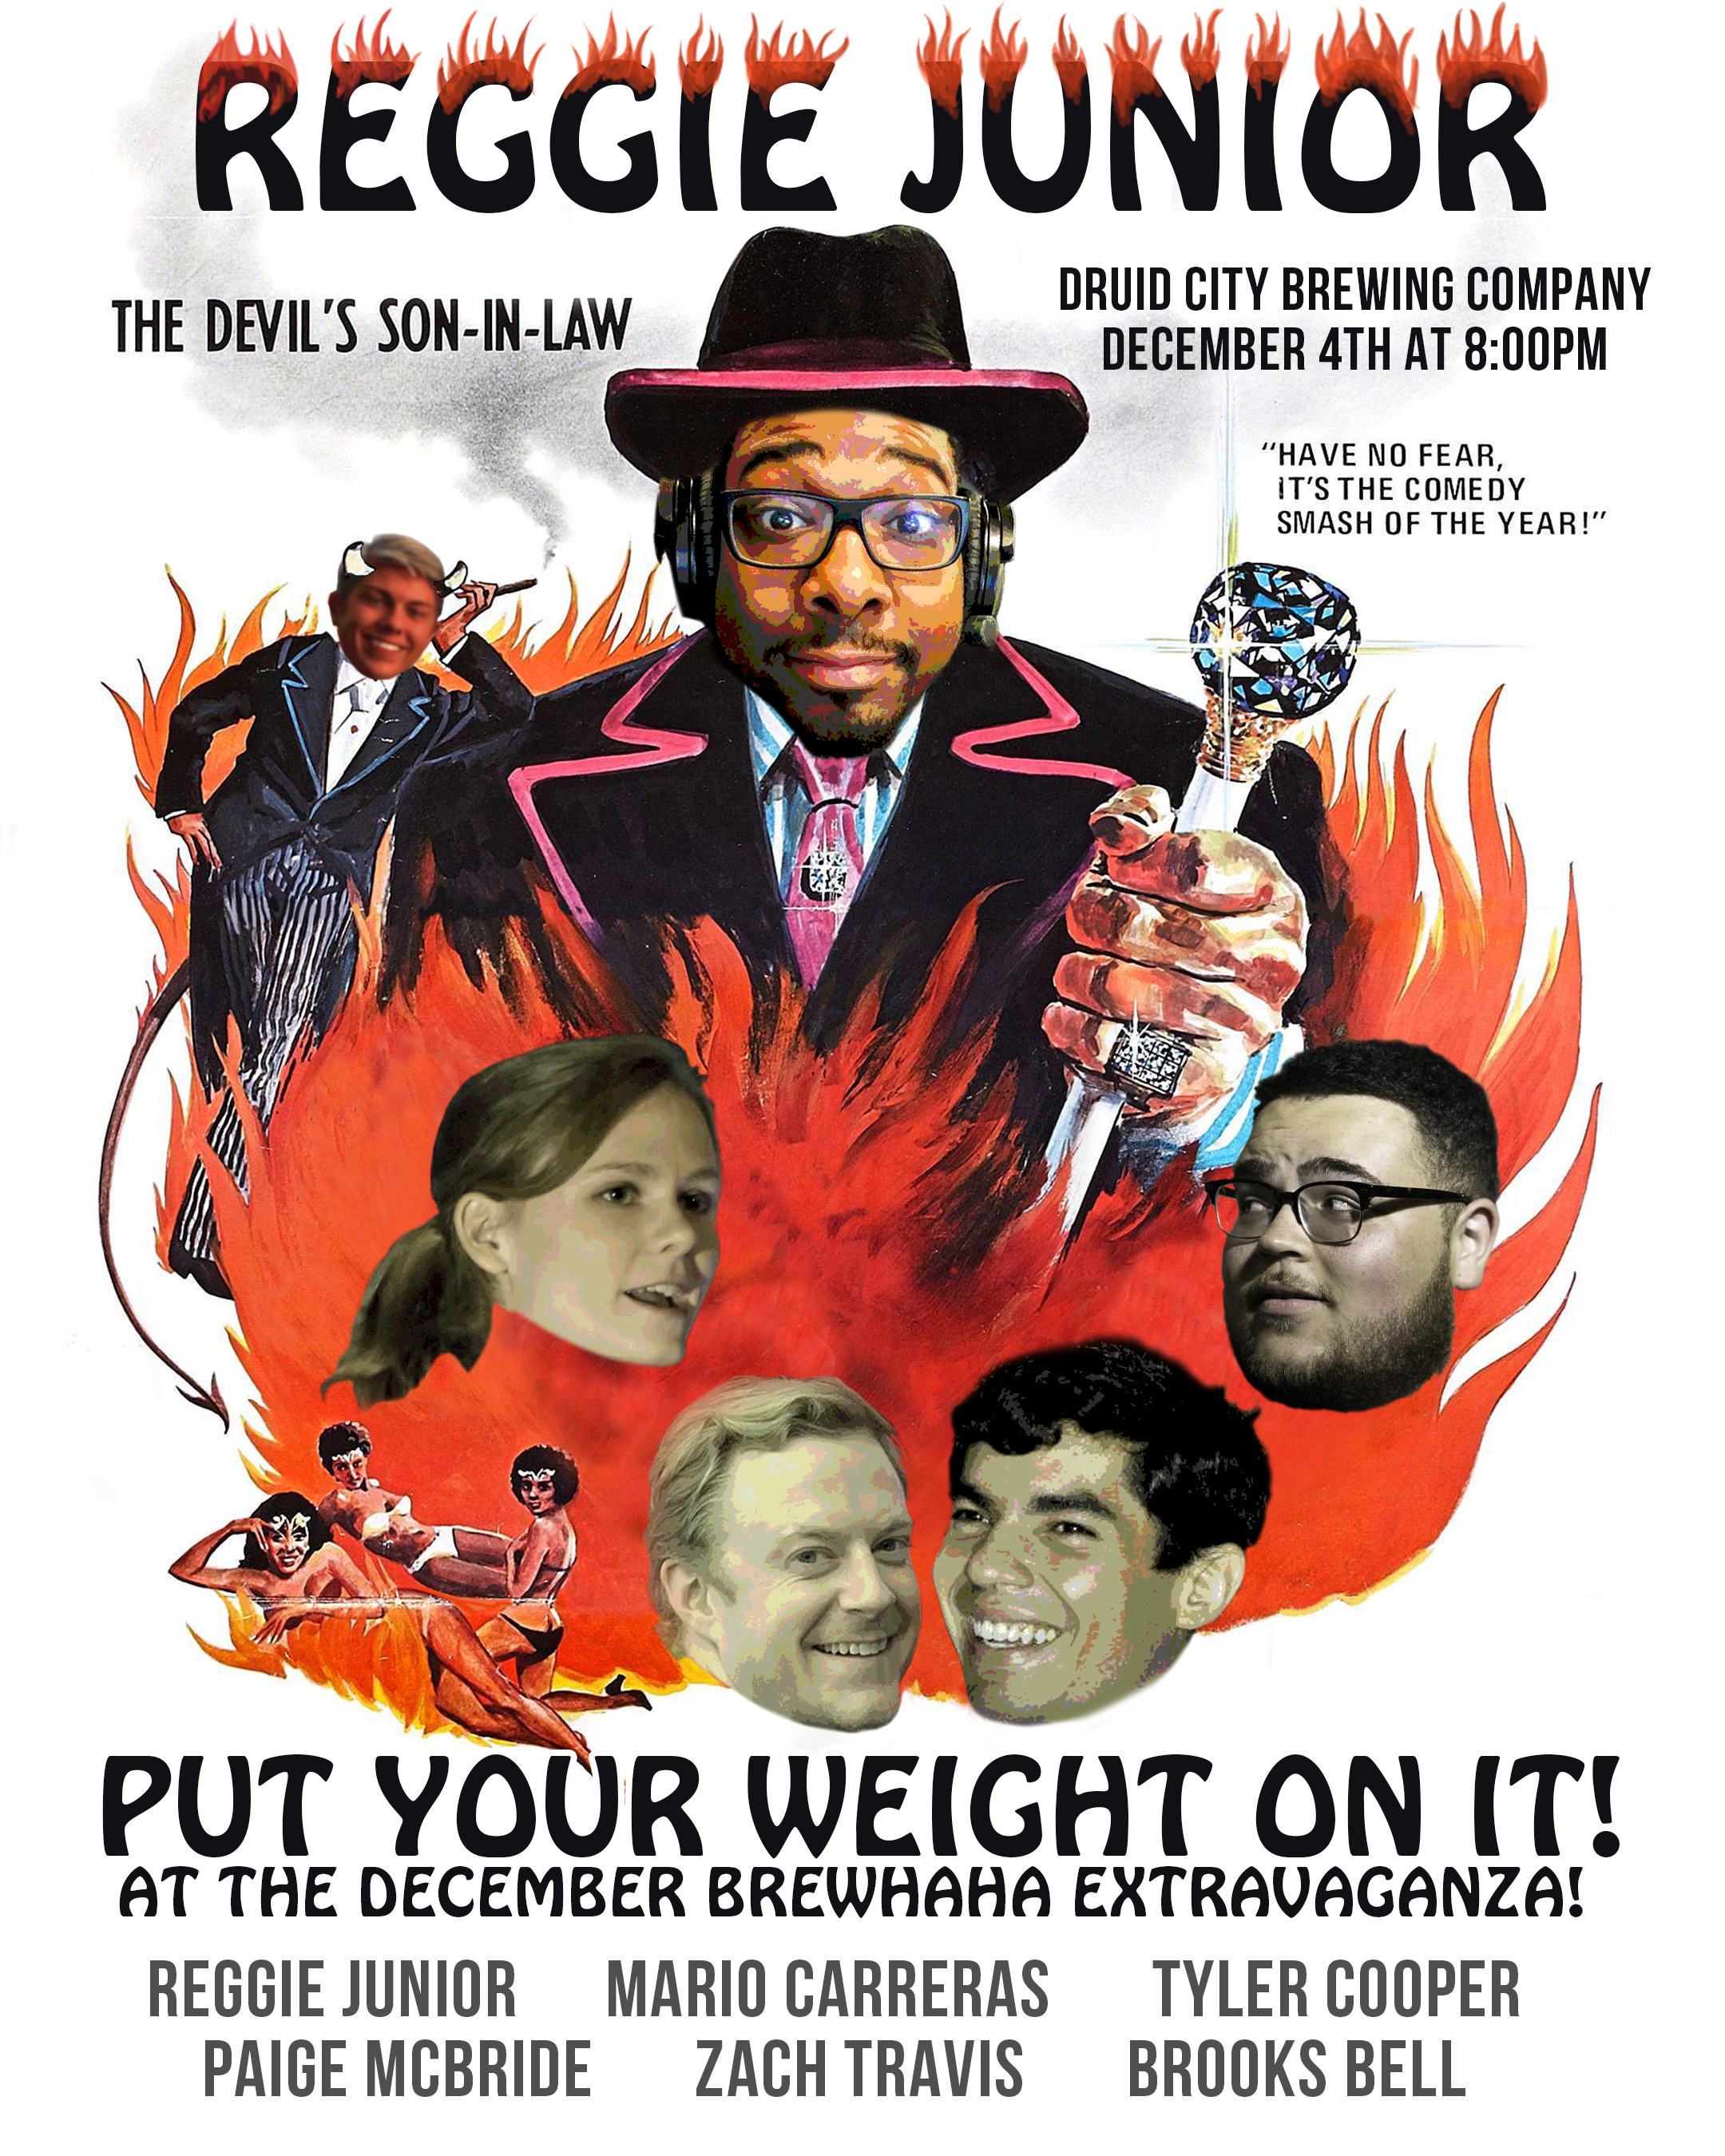 REGGIE JUNIOR
THE DEVIL'S SON-IN-LAW
DRUID CITY BREWING COMPANY
DECEMBER 4TH AT 8:00PM
"HAVE NO FEAR,
IT'S THE COMEDY
SMASH OF THE YEAR!"
PUT YOUR WEIGHT ON IT!
AT THE DECEMBER BREWHAHA EXTRAVAGANZA!
REGGIE JUNIOR MARIO CARRERAS TYLER COOPER
PAIGE MCBRIDE ZACH TRAVIS BROOKS BELL